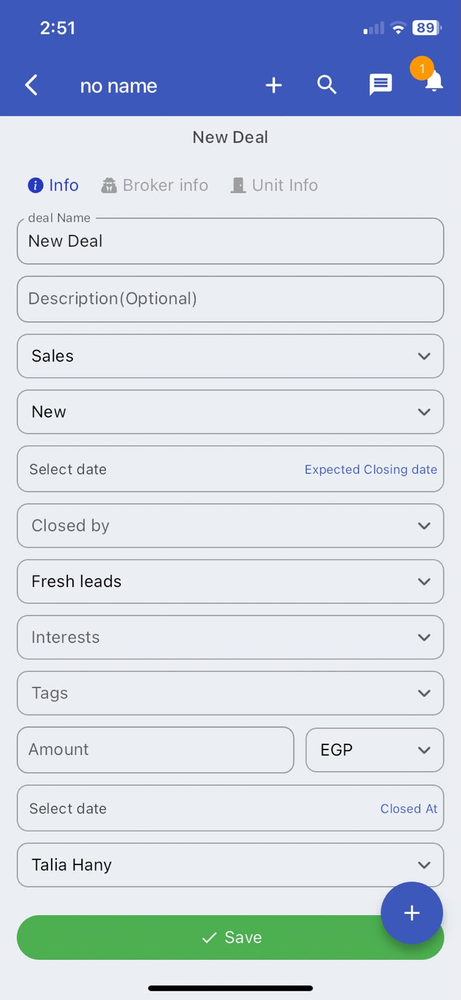 2:51 89
no name 1
New Deal
Info Broker info Unit Info
deal Name
New Deal
Description(Optional)
Sales
New
Select date Expected Closing date
Closed by
Fresh leads
Interests
Tags
Amount EGP
Select date Closed At
Talia Hany
Save